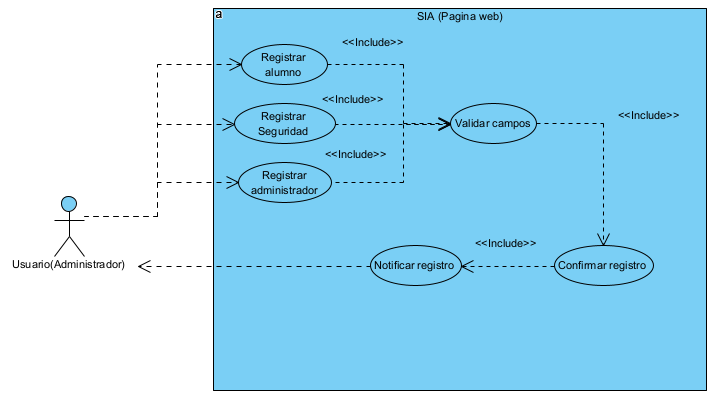 a
SIA (Pagina web)
<<Include>>
Registrar
alumno
<<Include>>
Registrar
Seguridad
<<Include>>
Validar campos
<<Include>>
Registrar
administrador
Usuario(Administrador)
<<Include>>
Notificar registro
Confirmar registro